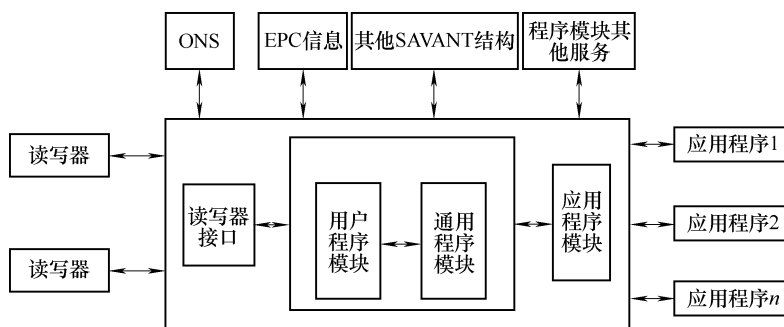 ONS
EPC信息
其他SAVANT结构
程序模块其
他服务
读写器
读写器
读写器
接口
用户
程序
模块
通用
程序
模块
应用
程序
模块
应用程序1
应用程序2
应用程序n